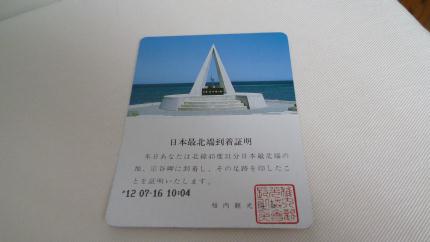 日本最北端到着証明
本日あなたは北緯45度31分日本最北端の
地、宗谷岬に到着し、その足跡を印したこ
とを証明いたします。
'12 07-16 10:04
稚内観光